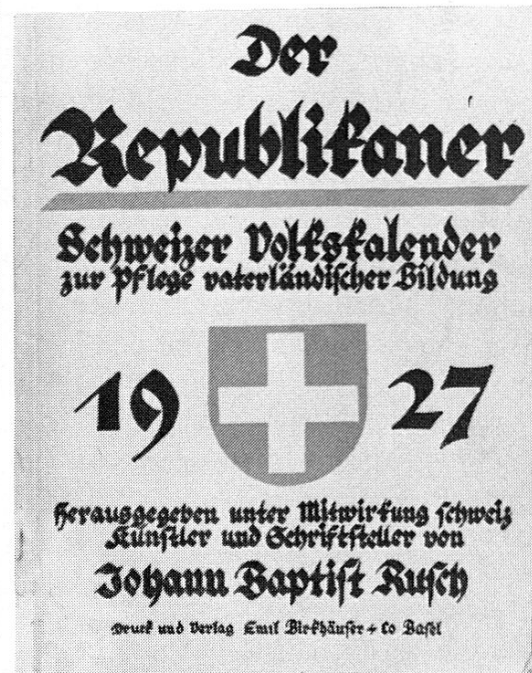 Der
Republikaner
Schweizer Volkskalender
zur Pflege vaterländischer Bildung
19 27
Herausgegeben unter Mitwirkung schweiz
Künstler und Schriftsteller von
Johann Baptist Rusch
Druck und Verlag Emil Birkhäuser + Co Basel